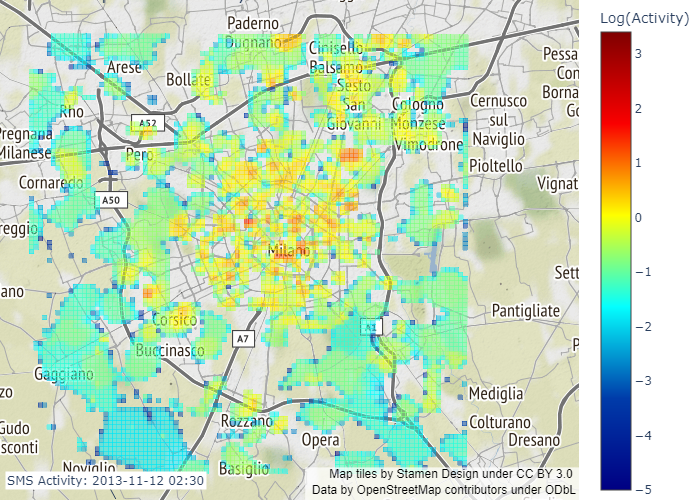 Log(Activity)
Paderno
Dugnano
Cinisello
Balsamo
Arese
Bollate
Sesto
San
Giovanni
Cologno
Monzese
Cernusco
sul
Naviglio
Pessa
Con
Borna
Go
Rho
A52
Pregnana
Milanese
Pero
Vimodrone
Pioltello
Cornaredo
A50
Vignat
reggio
Milano
Sett
ano
Pantigliate
Corsico
A7
A1
Buccinasco
P
Gaggiano
zo
Mediglia
Rozzano
Colturano
Dresano
Gudo
sconti
Opera
Noviglio
Basiglio
SMS Activity: 2013-11-12 02:30
Map tiles by Stamen Design under CC BY 3.0
Data by OpenStreetMap contributors under ODbL
3
2
1
0
−1
−2
−3
−4
−5